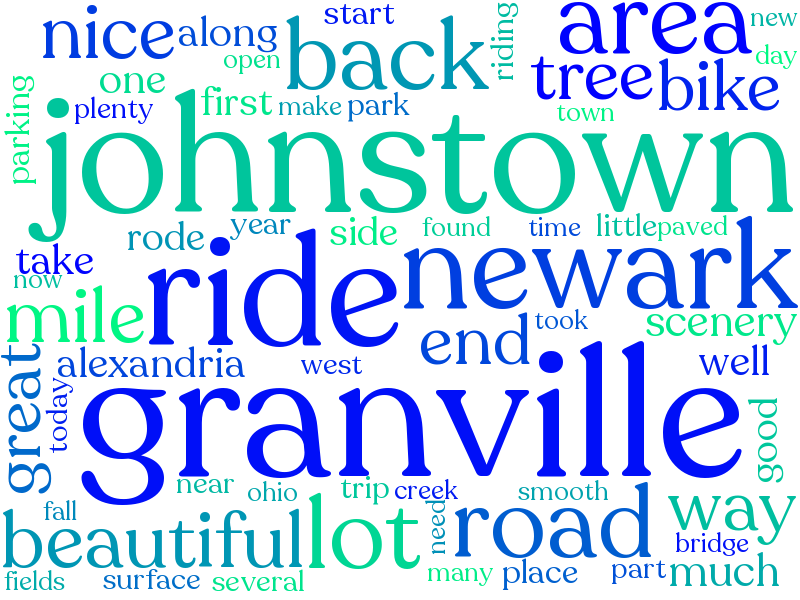 start
area
new
nice
along
back
riding
open
tree
bike
day
one
parking
plenty
first
make
park
town
johnstown
year
rode
side
found
time
little
paved
take
ride
newark
now
mile
took
scenery
end
great
alexandria
west
well
today
granville
good
near
ohio
trip
creek
smooth
way
fall
beautiful
lot
need
road
bridge
fields
surface
several
many
place
part
much